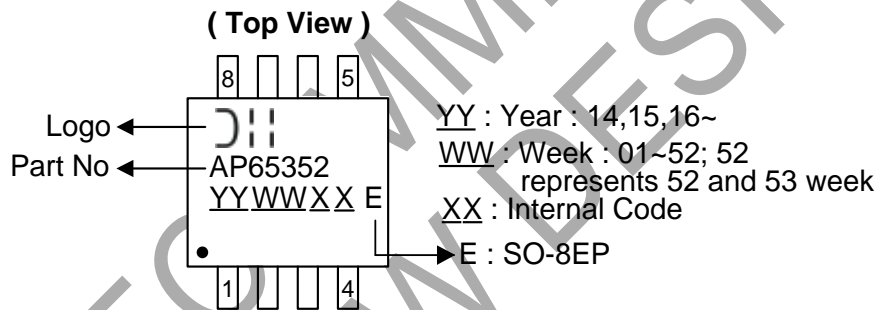 ( Top View )
8 5
Logo
Part No
AP65352
YYWWXX E
1 4
YY : Year : 14,15,16~
WW : Week : 01~52; 52
represents 52 and 53 week
XX : Internal Code
E : SO-8EP